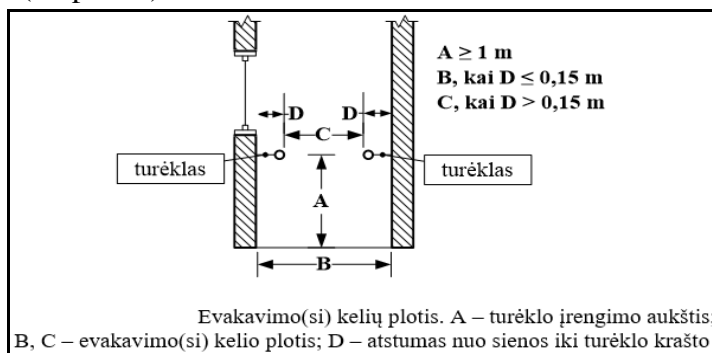 A ≥ 1 m
B, kai D ≤ 0,15 m
C, kai D > 0,15 m
D D
C
turėklas turėklas
A
B
Evakavimo(si) kelių plotis. A – turėklo įrengimo aukštis;
B, C – evakavimo(si) kelio plotis; D – atstumas nuo sienos iki turėklo krašto